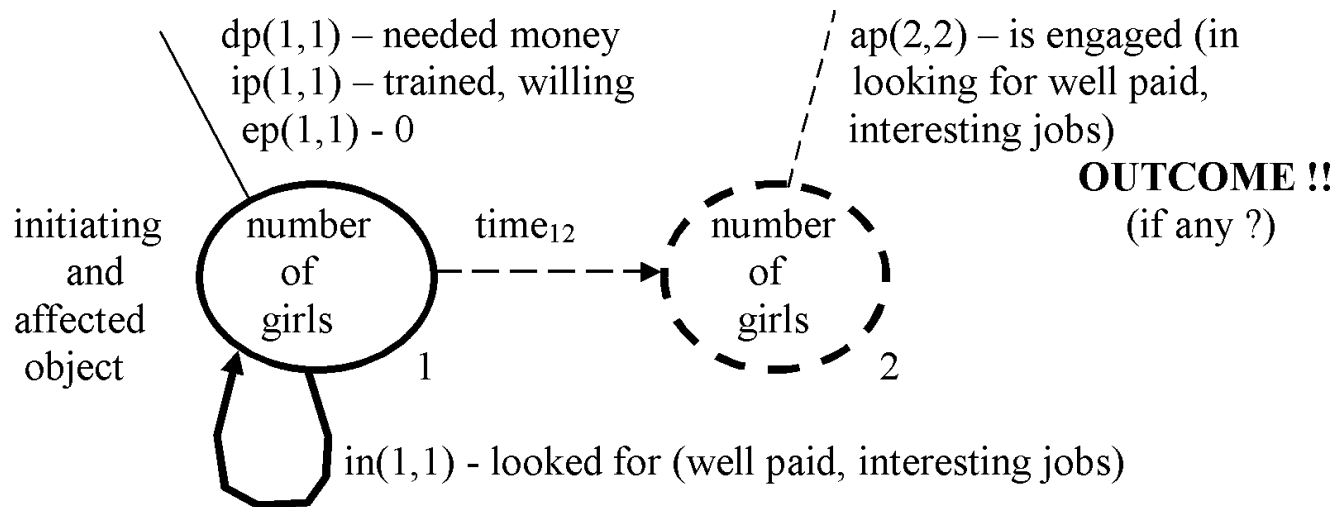 dp(1,1) – needed money
ip(1,1) – trained, willing
ep(1,1) - 0
ap(2,2) – is engaged (in
looking for well paid,
interesting jobs)
OUTCOME !!
(if any ?)
initiating
and
affected
object
number
of
girls
1
time₁₂
number
of
girls
2
in(1,1) - looked for (well paid, interesting jobs)